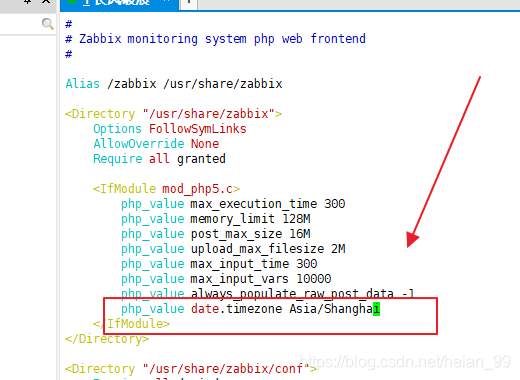 #
# Zabbix monitoring system php web frontend
#
Alias /zabbix /usr/share/zabbix
<Directory "/usr/share/zabbix">
Options FollowSymLinks
AllowOverride None
Require all granted
<IfModule mod_php5.c>
php_value max_execution_time 300
php_value memory_limit 128M
php_value post_max_size 16M
php_value upload_max_filesize 2M
php_value max_input_time 300
php_value max_input_vars 10000
php_value always_populate_raw_post_data -1
php_value date.timezone Asia/Shanghai
</IfModule>
</Directory>
<Directory "/usr/share/zabbix/conf">
https://blog.csdn.net/heian_99